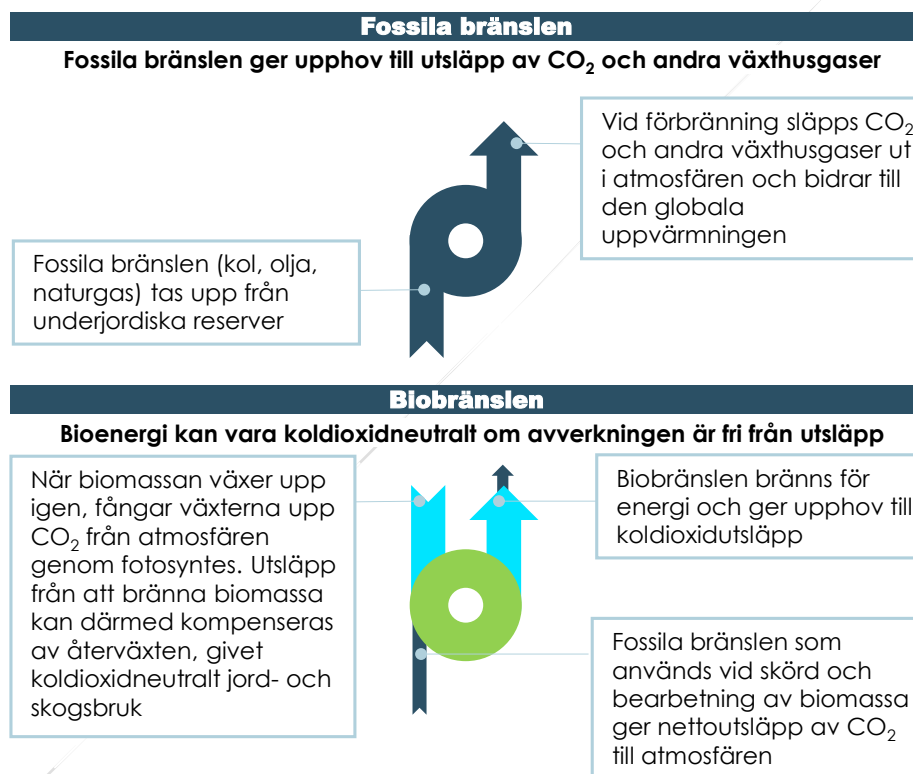 Fossila bränslen
Fossila bränslen ger upphov till utsläpp av CO₂ och andra växthusgaser
Vid förbränning släpps CO₂
och andra växthusgaser ut
i atmosfären och bidrar till
den globala
uppvärmningen
Fossila bränslen (kol, olja,
naturgas) tas upp från
underjordiska reserver
Biobränslen
Bioenergi kan vara koldioxidneutralt om avverkningen är fri från utsläpp
När biomassan växer upp
igen, fångar växterna upp
CO₂ från atmosfären
genom fotosyntes. Utsläpp
från att bränna biomassa
kan därmed kompenseras
av återväxten, givet
koldioxidneutralt jord- och
skogsbruk
Biobränslen bränns för
energi och ger upphov till
koldioxidutsläpp
Fossila bränslen som
används vid skörd och
bearbetning av biomassa
ger nettoutsläpp av CO₂
till atmosfären